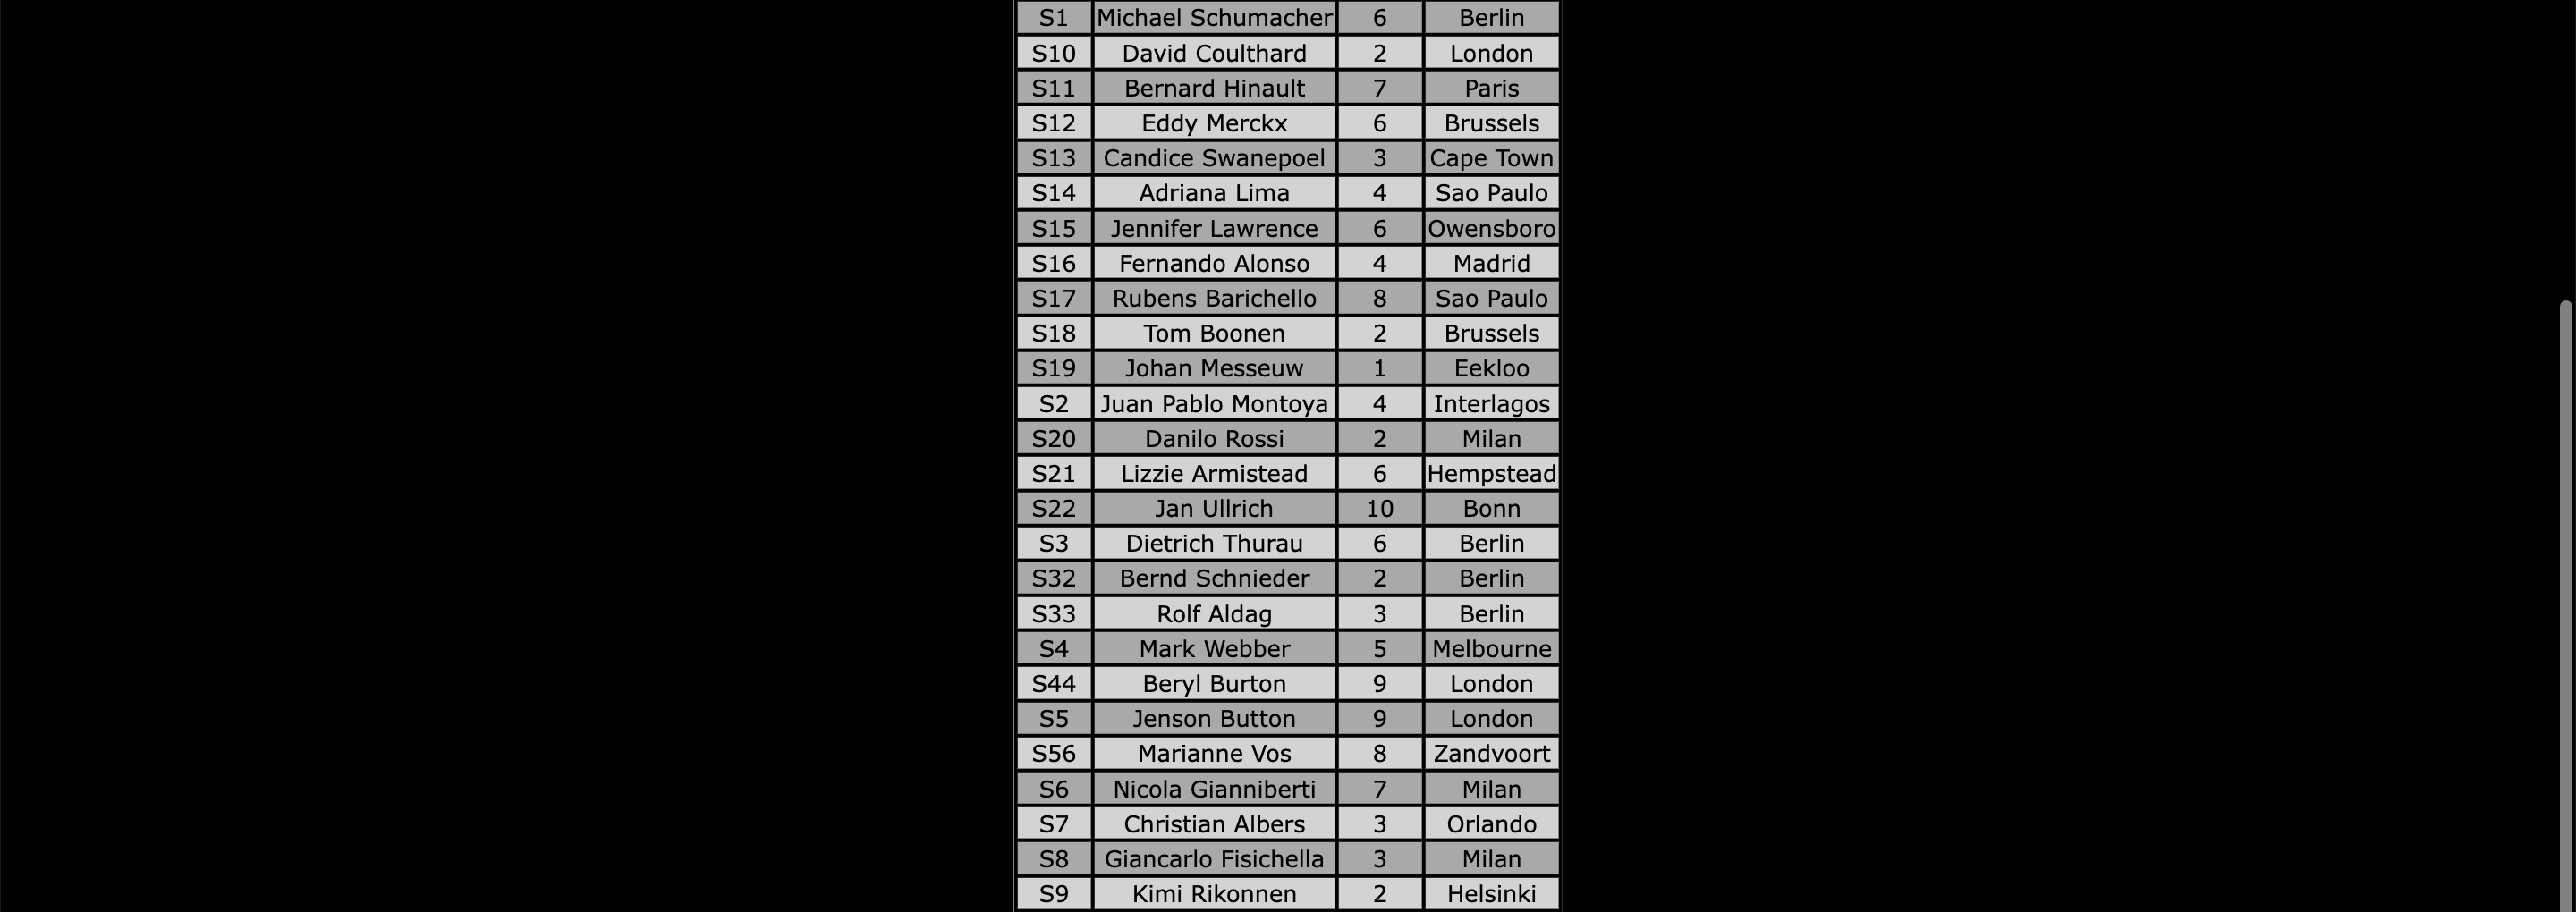 S1 Michael Schumacher 6 Berlin
S10 David Coulthard 2 London
S11 Bernard Hinault 7 Paris
S12 Eddy Merckx 6 Brussels
S13 Candice Swanepoel 3 Cape Town
S14 Adriana Lima 4 Sao Paulo
S15 Jennifer Lawrence 6 Owensboro
S16 Fernando Alonso 4 Madrid
S17 Rubens Barichello 8 Sao Paulo
S18 Tom Boonen 2 Brussels
S19 Johan Messeuw 1 Eekloo
S2 Juan Pablo Montoya 4 Interlagos
S20 Danilo Rossi 2 Milan
S21 Lizzie Armistead 6 Hempstead
S22 Jan Ullrich 10 Bonn
S3 Dietrich Thurau 6 Berlin
S32 Bernd Schnieder 2 Berlin
S33 Rolf Aldag 3 Berlin
S4 Mark Webber 5 Melbourne
S44 Beryl Burton 9 London
S5 Jenson Button 9 London
S56 Marianne Vos 8 Zandvoort
S6 Nicola Gianniberti 7 Milan
S7 Christian Albers 3 Orlando
S8 Giancarlo Fisichella 3 Milan
S9 Kimi Rikonnen 2 Helsinki